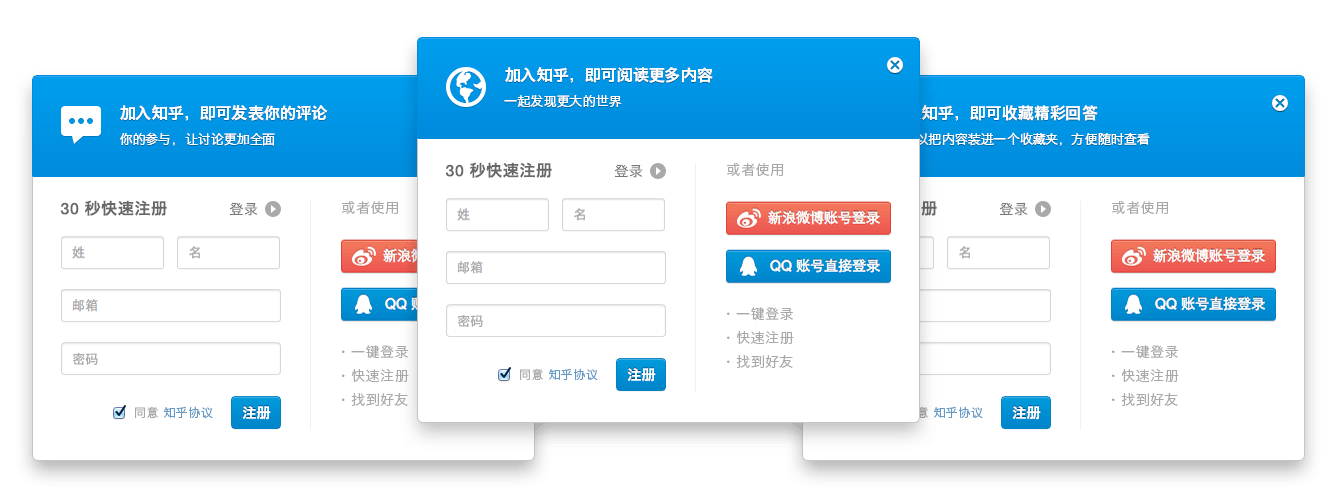 加入知乎，即可发表你的评论
你的参与，让讨论更加全面
30 秒快速注册
登录
姓
名
邮箱
密码
同意 知乎协议
注册
或者使用
新浪
QQ
一键登录
快速注册
找到好友
加入知乎，即可阅读更多内容
一起发现更大的世界
30 秒快速注册
登录
姓
名
邮箱
密码
同意 知乎协议
注册
或者使用
新浪微博账号登录
QQ 账号直接登录
· 一键登录
· 快速注册
· 找到好友
知乎，即可收藏精彩回答
把内容装进一个收藏夹，方便随时查看
册
登录
名
意 知乎协议
注册
或者使用
新浪微博账号登录
QQ 账号直接登录
· 一键登录
· 快速注册
· 找到好友